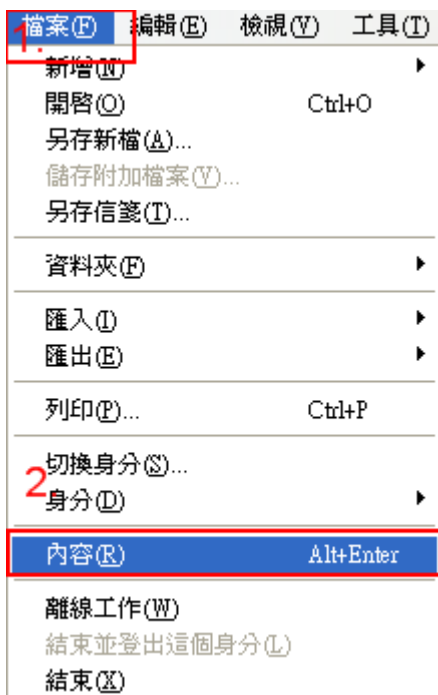 檔案(F) 編輯(E) 檢視(V) 工具(T)
1.
新增(N)
開啓(O) Ctrl+O
另存新檔(A)...
儲存附加檔案(V)...
另存信箋(T)...
資料夾(F)
匯入(I)
匯出(E)
列印(P)... Ctrl+P
切換身分(S)...
2.
身分(D)
內容(R) Alt+Enter
離線工作(W)
結束並登出這個身分(L)
結束(X)